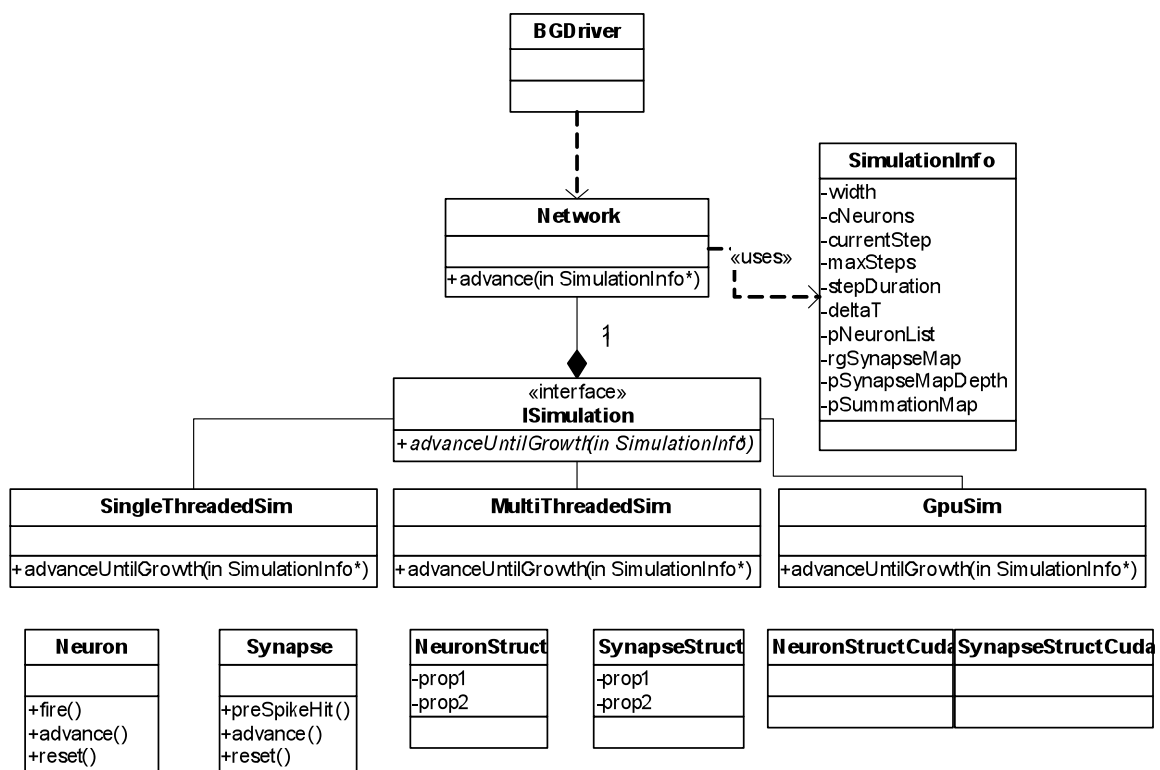 BGDriver
SimulationInfo
-width
-cNeurons
-currentStep
-maxSteps
-stepDuration
-deltaT
-pNeuronList
-rgSynapseMap
-pSynapseMapDepth
-pSummationMap
Network
+advance(in SimulationInfo*)
«uses»
1
1
«interface»
ISimulation
+advanceUntilGrowth(in SimulationInfo*)
SingleThreadedSim
+advanceUntilGrowth(in SimulationInfo*)
MultiThreadedSim
+advanceUntilGrowth(in SimulationInfo*)
GpuSim
+advanceUntilGrowth(in SimulationInfo*)
Neuron
+fire()
+advance()
+reset()
Synapse
+preSpikeHit()
+advance()
+reset()
NeuronStruct
-prop1
-prop2
SynapseStruct
-prop1
-prop2
NeuronStructCuda
SynapseStructCuda